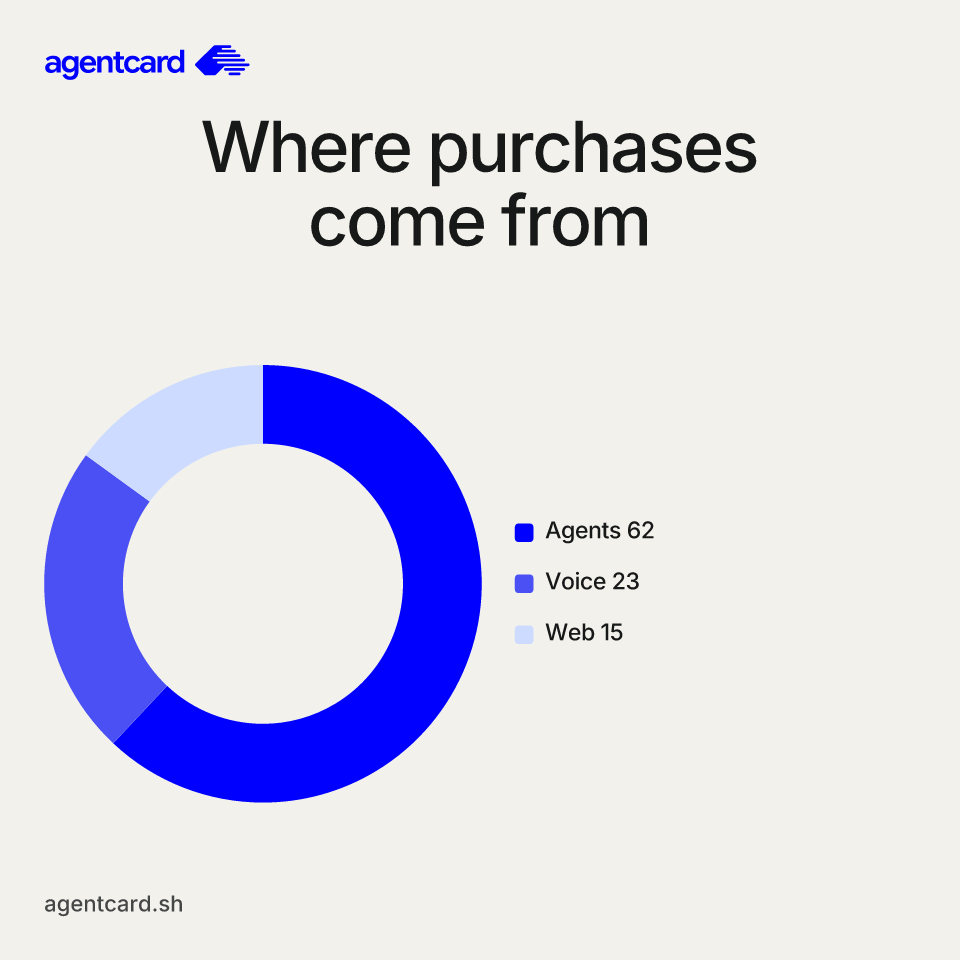 agentcard
Where purchases
come from
Agents 62
Voice 23
Web 15
agentcard.sh